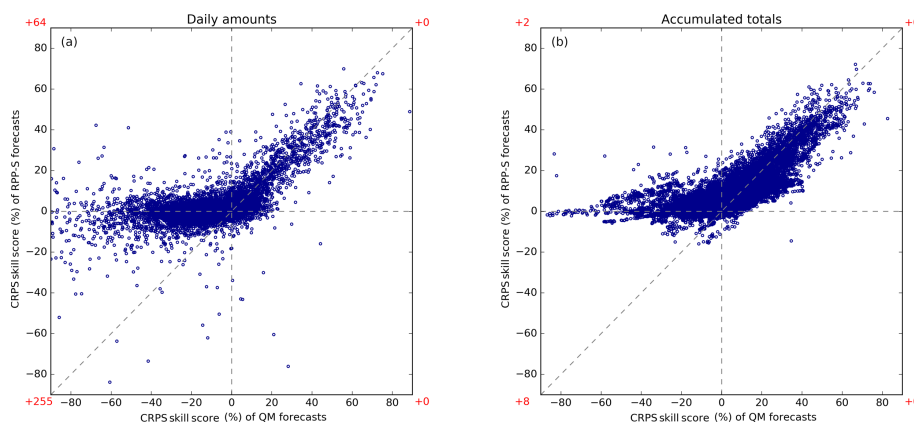 Daily amounts
+64
+0
(a)
80
60
40
20
0
−20
−40
−60
−80
CRPS skill score (%) of RPP-S forecasts
+255
+0
−80 −60 −40 −20 0 20 40 60 80
CRPS skill score (%) of QM forecasts
Accumulated totals
+2
(b)
80
60
40
20
0
−20
−40
−60
−80
CRPS skill score (%) of RPP-S forecasts
+8
−80 −60 −40 −20 0 20 40 60 80
CRPS skill score (%) of QM forecasts